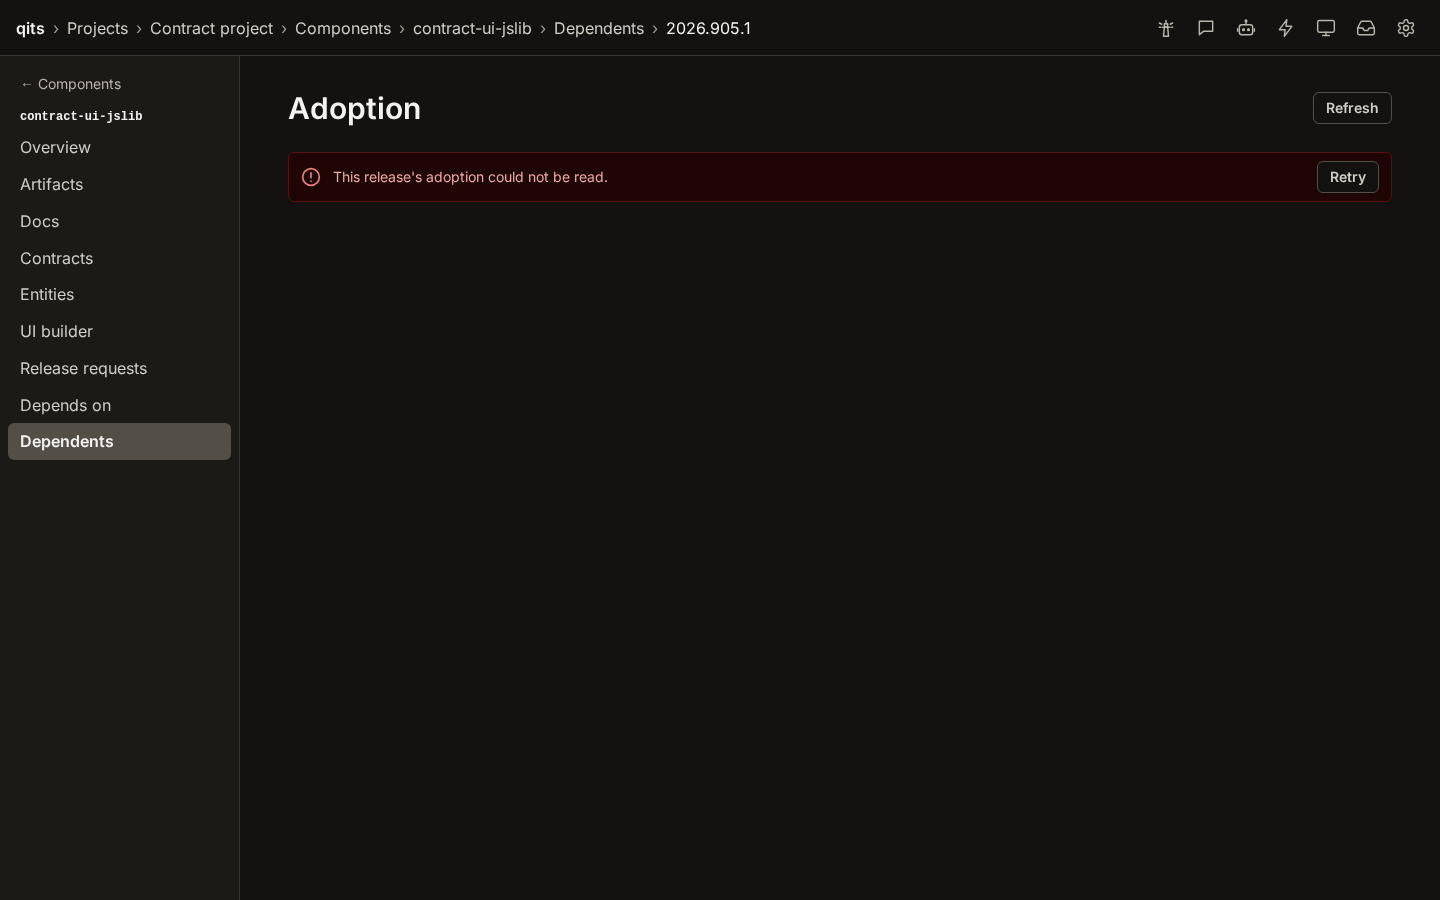 qits › Projects › Contract project › Components › contract-ui-jslib › Dependents › 2026.905.1
← Components
contract-ui-jslib
Overview
Artifacts
Docs
Contracts
Entities
UI builder
Release requests
Depends on
Dependents
Adoption
Refresh
This release's adoption could not be read.
Retry